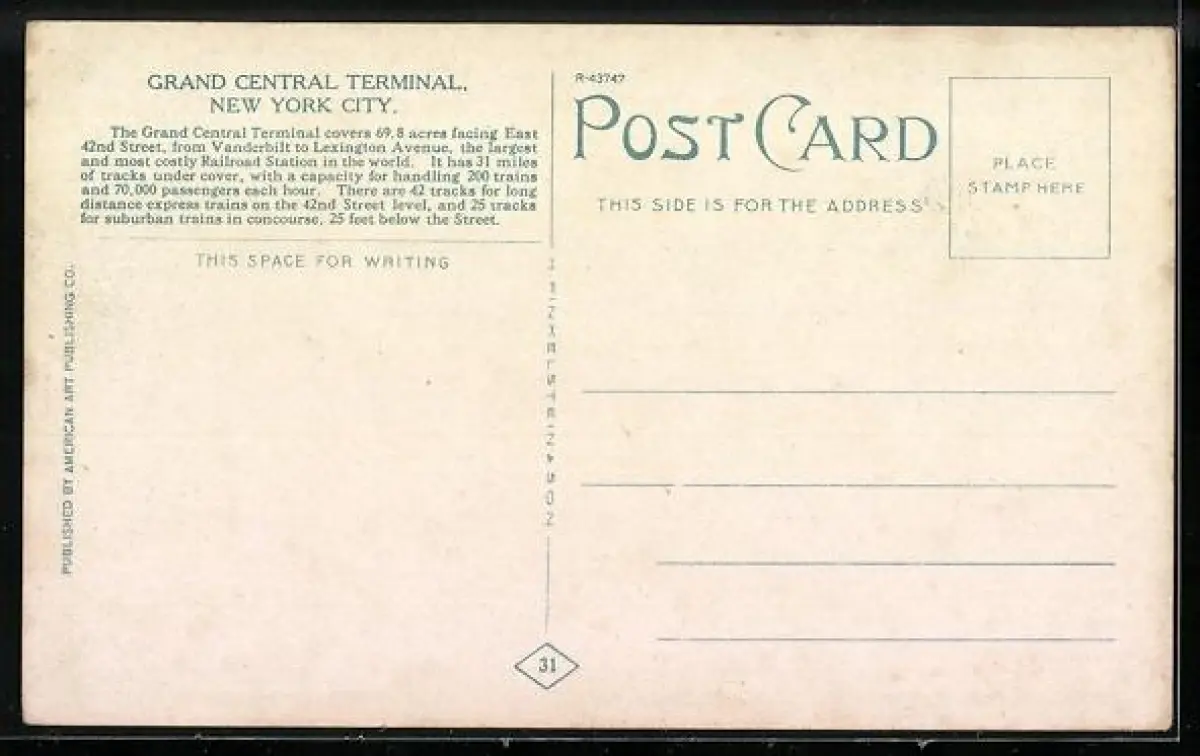 GRAND CENTRAL TERMINAL,
NEW YORK CITY.
The Grand Central Terminal covers 69.8 acres facing East
42nd Street, from Vanderbilt to Lexington Avenue, the largest
and most costly Railroad Station in the world. It has 31 miles
of tracks under cover, with a capacity for handling 200 trains
and 70,000 passengers each hour. There are 42 tracks for long
distance express trains on the 42nd Street level, and 25 tracks
for suburban trains in concourse, 25 feet below the Street.
THIS SPACE FOR WRITING
PUBLISHED BY AMERICAN ART PUBLISHING CO.
FINKELSTEIN & SON
31
R-43747
POST CARD
THIS SIDE IS FOR THE ADDRESS
PLACE
STAMP HERE